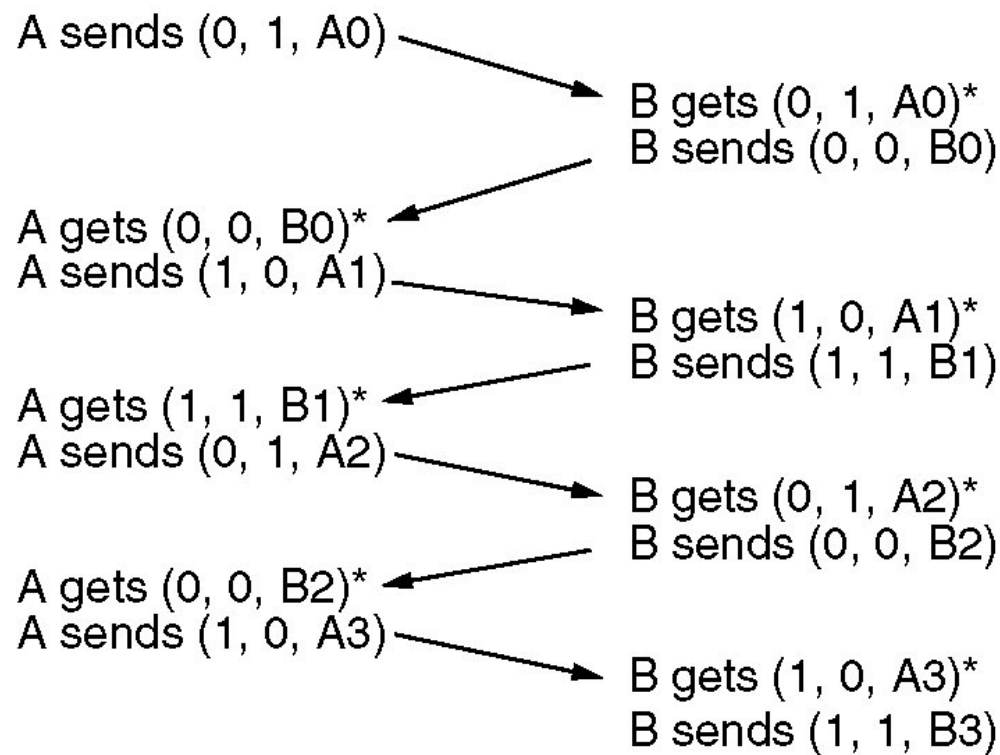 A sends (0, 1, A0)
B gets (0, 1, A0)*
B sends (0, 0, B0)
A gets (0, 0, B0)*
A sends (1, 0, A1)
B gets (1, 0, A1)*
B sends (1, 1, B1)
A gets (1, 1, B1)*
A sends (0, 1, A2)
B gets (0, 1, A2)*
B sends (0, 0, B2)
A gets (0, 0, B2)*
A sends (1, 0, A3)
B gets (1, 0, A3)*
B sends (1, 1, B3)